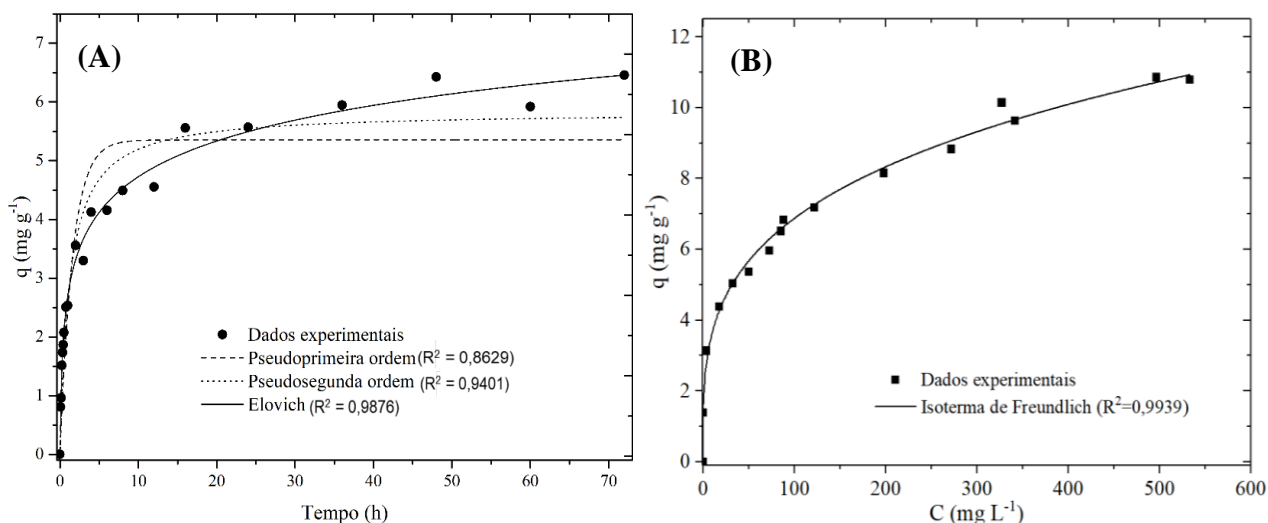 (A)
7
6
5
4
3
2
1
0
q (mg g⁻¹)
Dados experimentais
Pseudoprimeira ordem (R² = 0,8629)
Pseudosegunda ordem (R² = 0,9401)
Elovich (R² = 0,9876)
0 10 20 30 40 50 60 70
Tempo (h)
(B)
12
10
8
6
4
2
0
q (mg g⁻¹)
Dados experimentais
Isoterma de Freundlich (R²=0,9939)
0 100 200 300 400 500 600
C (mg L⁻¹)